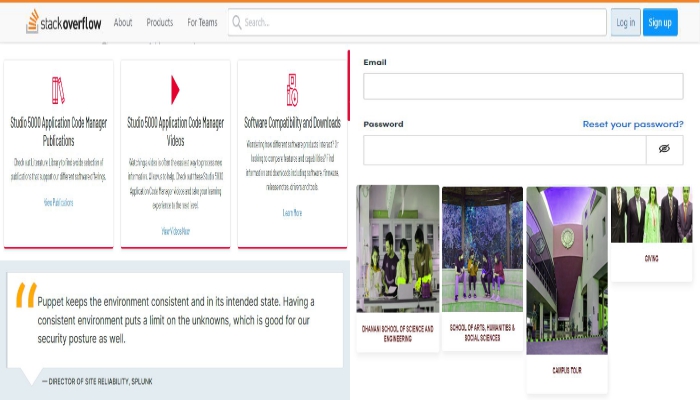 stackoverflow
About
Products
For Teams
Search...
Log in
Sign up
Studio 5000 Application Code Manager
Publications
Check out Literature Library to find a wide selection of
publications that support our different software offerings.
View Publications
Studio 5000 Application Code Manager
Videos
Watching a video is often the easiest way to process new
information. Allow us to help. Check out these Studio 5000
Application Code Manager videos and take your learning
experience to the next level.
View Videos Now
Software Compatibility and Downloads
Wondering how different software products interact? Or
looking to compare features and capabilities? Find
information and downloads including software, firmware,
release notes, drivers and tools.
Learn More
Email
Password
Reset your password?
DHANANI SCHOOL OF SCIENCE AND
ENGINEERING
SCHOOL OF ARTS, HUMANITIES &
SOCIAL SCIENCES
CAMPUS TOUR
GIVING
“ Puppet keeps the environment consistent and in its intended state. Having a
consistent environment puts a limit on the unknowns, which is good for our
security posture as well.
— DIRECTOR OF SITE RELIABILITY, SPLUNK